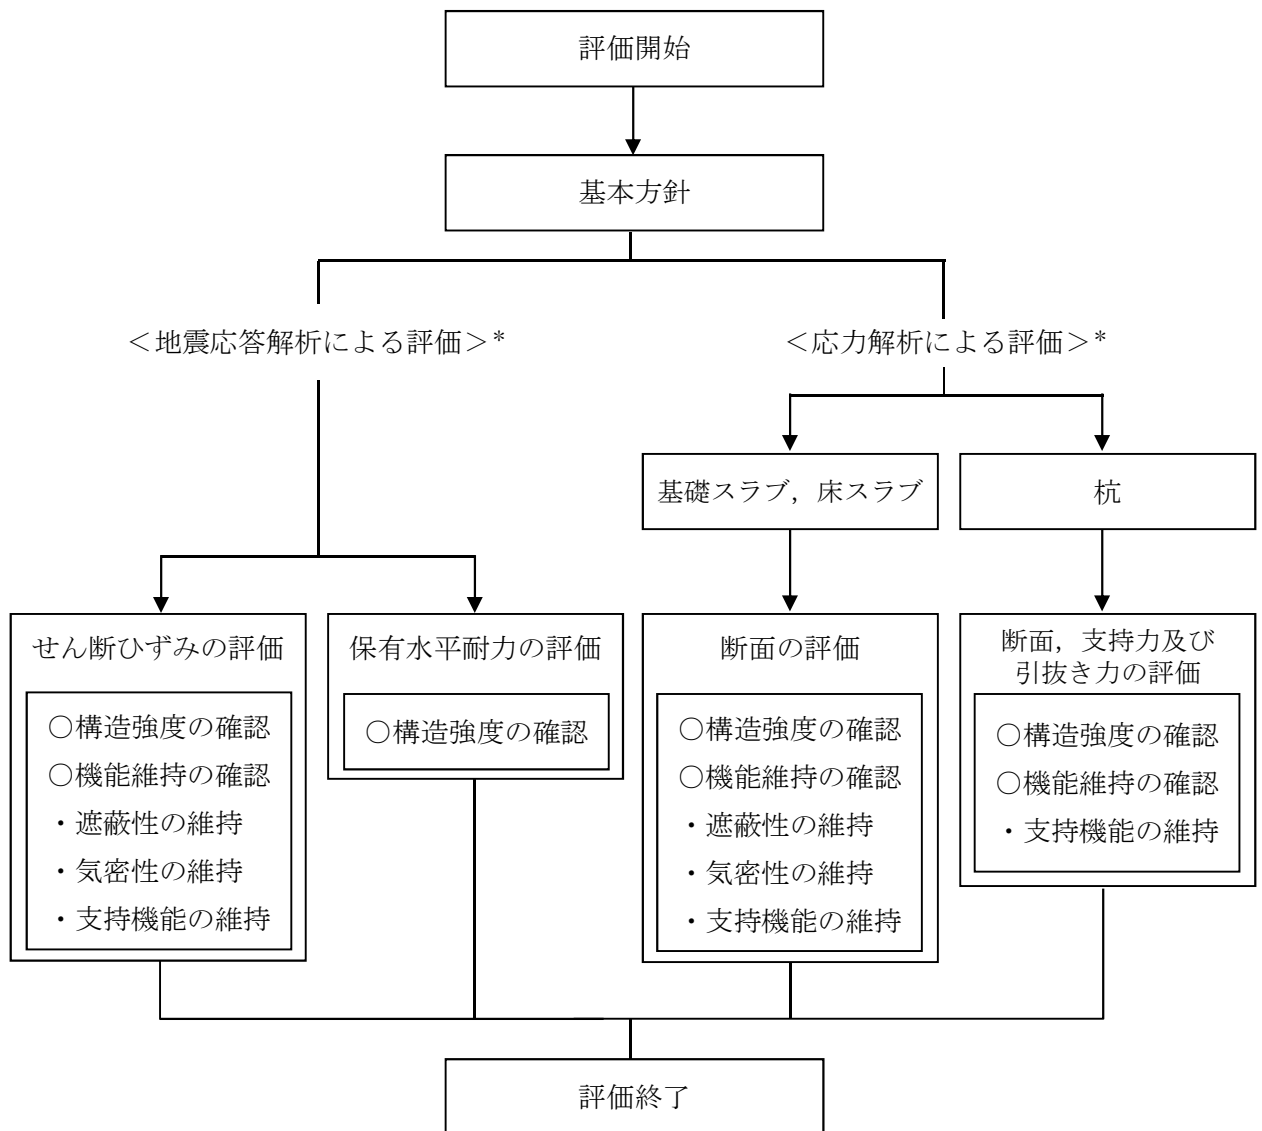 評価開始
基本方針
＜地震応答解析による評価＞*
＜応力解析による評価＞*
基礎スラブ，床スラブ
杭
せん断ひずみの評価
○構造強度の確認
○機能維持の確認
・遮蔽性の維持
・気密性の維持
・支持機能の維持
保有水平耐力の評価
○構造強度の確認
断面の評価
○構造強度の確認
○機能維持の確認
・遮蔽性の維持
・気密性の維持
・支持機能の維持
断面，支持力及び
引抜き力の評価
○構造強度の確認
○機能維持の確認
・支持機能の維持
評価終了